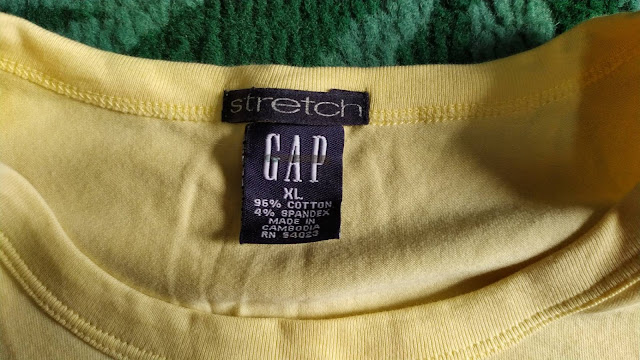 stretch
GAP
XL
96% COTTON
4% SPANDEX
MADE IN
CAMBODIA
RN 54023